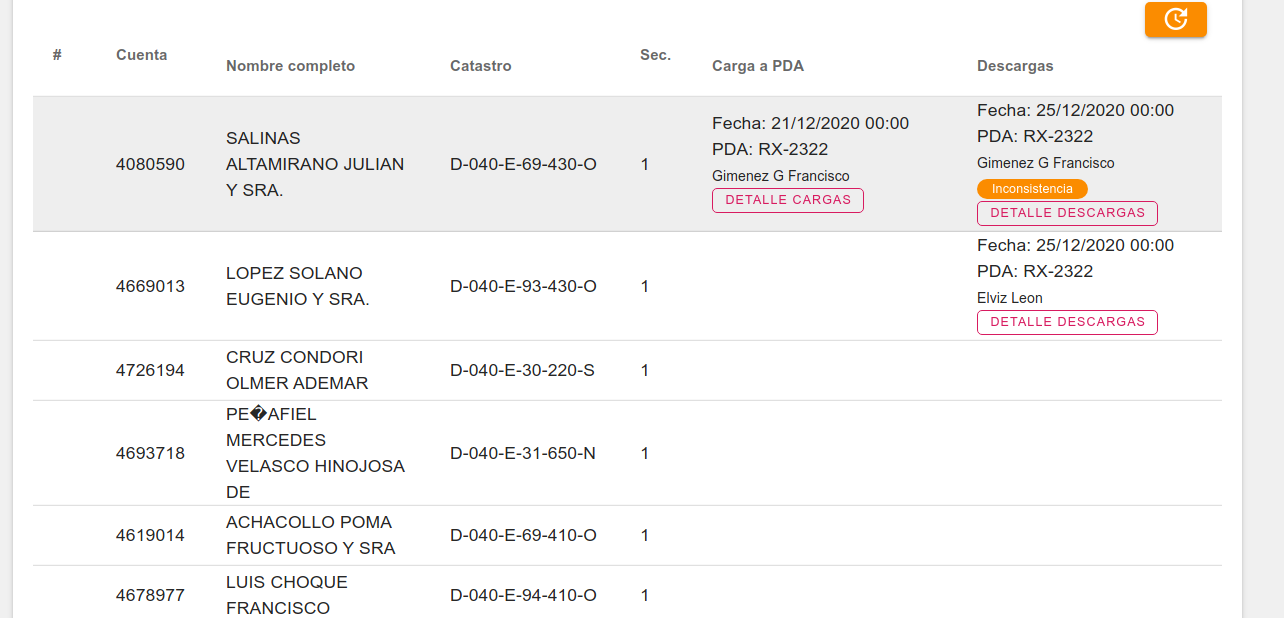 #
Cuenta
Nombre completo
Catastro
Sec.
Carga a PDA
Descargas
4080590
SALINAS
ALTAMIRANO JULIAN
Y SRA.
D-040-E-69-430-O
1
Fecha: 21/12/2020 00:00
PDA: RX-2322
Gimenez G Francisco
DETALLE CARGAS
Fecha: 25/12/2020 00:00
PDA: RX-2322
Gimenez G Francisco
Inconsistencia
DETALLE DESCARGAS
4669013
LOPEZ SOLANO
EUGENIO Y SRA.
D-040-E-93-430-O
1
Fecha: 25/12/2020 00:00
PDA: RX-2322
Elviz Leon
DETALLE DESCARGAS
4726194
CRUZ CONDORI
OLMER ADEMAR
D-040-E-30-220-S
1
4693718
PE�AFIEL
MERCEDES
VELASCO HINOJOSA
DE
D-040-E-31-650-N
1
4619014
ACHACOLLO POMA
FRUCTUOSO Y SRA
D-040-E-69-410-O
1
4678977
LUIS CHOQUE
FRANCISCO
D-040-E-94-410-O
1